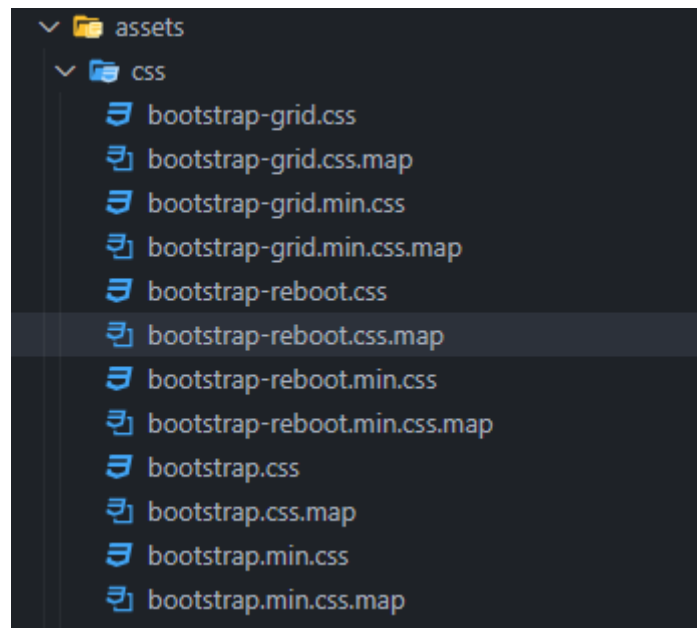 assets
css
bootstrap-grid.css
bootstrap-grid.css.map
bootstrap-grid.min.css
bootstrap-grid.min.css.map
bootstrap-reboot.css
bootstrap-reboot.css.map
bootstrap-reboot.min.css
bootstrap-reboot.min.css.map
bootstrap.css
bootstrap.css.map
bootstrap.min.css
bootstrap.min.css.map